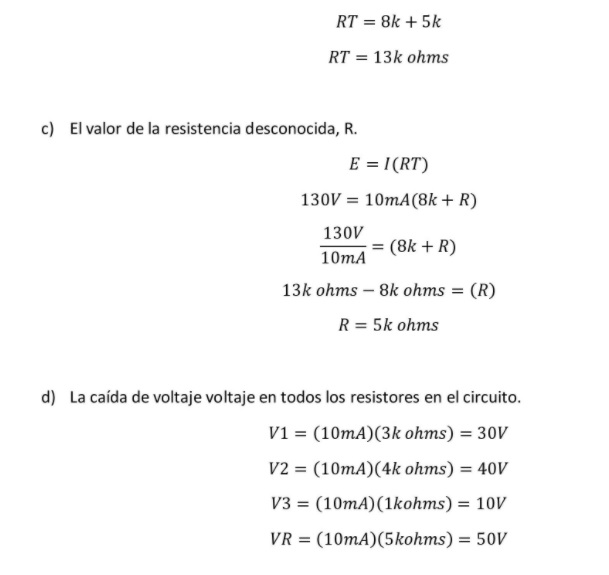 RT = 8k + 5k
RT = 13k ohms
c) El valor de la resistencia desconocida, R.
E = I(RT)
130V = 10mA(8k + R)
130V/10mA = (8k + R)
13k ohms − 8k ohms = (R)
R = 5k ohms
d) La caída de voltaje voltaje en todos los resistores en el circuito.
V1 = (10mA)(3k ohms) = 30V
V2 = (10mA)(4k ohms) = 40V
V3 = (10mA)(1kohms) = 10V
VR = (10mA)(5kohms) = 50V